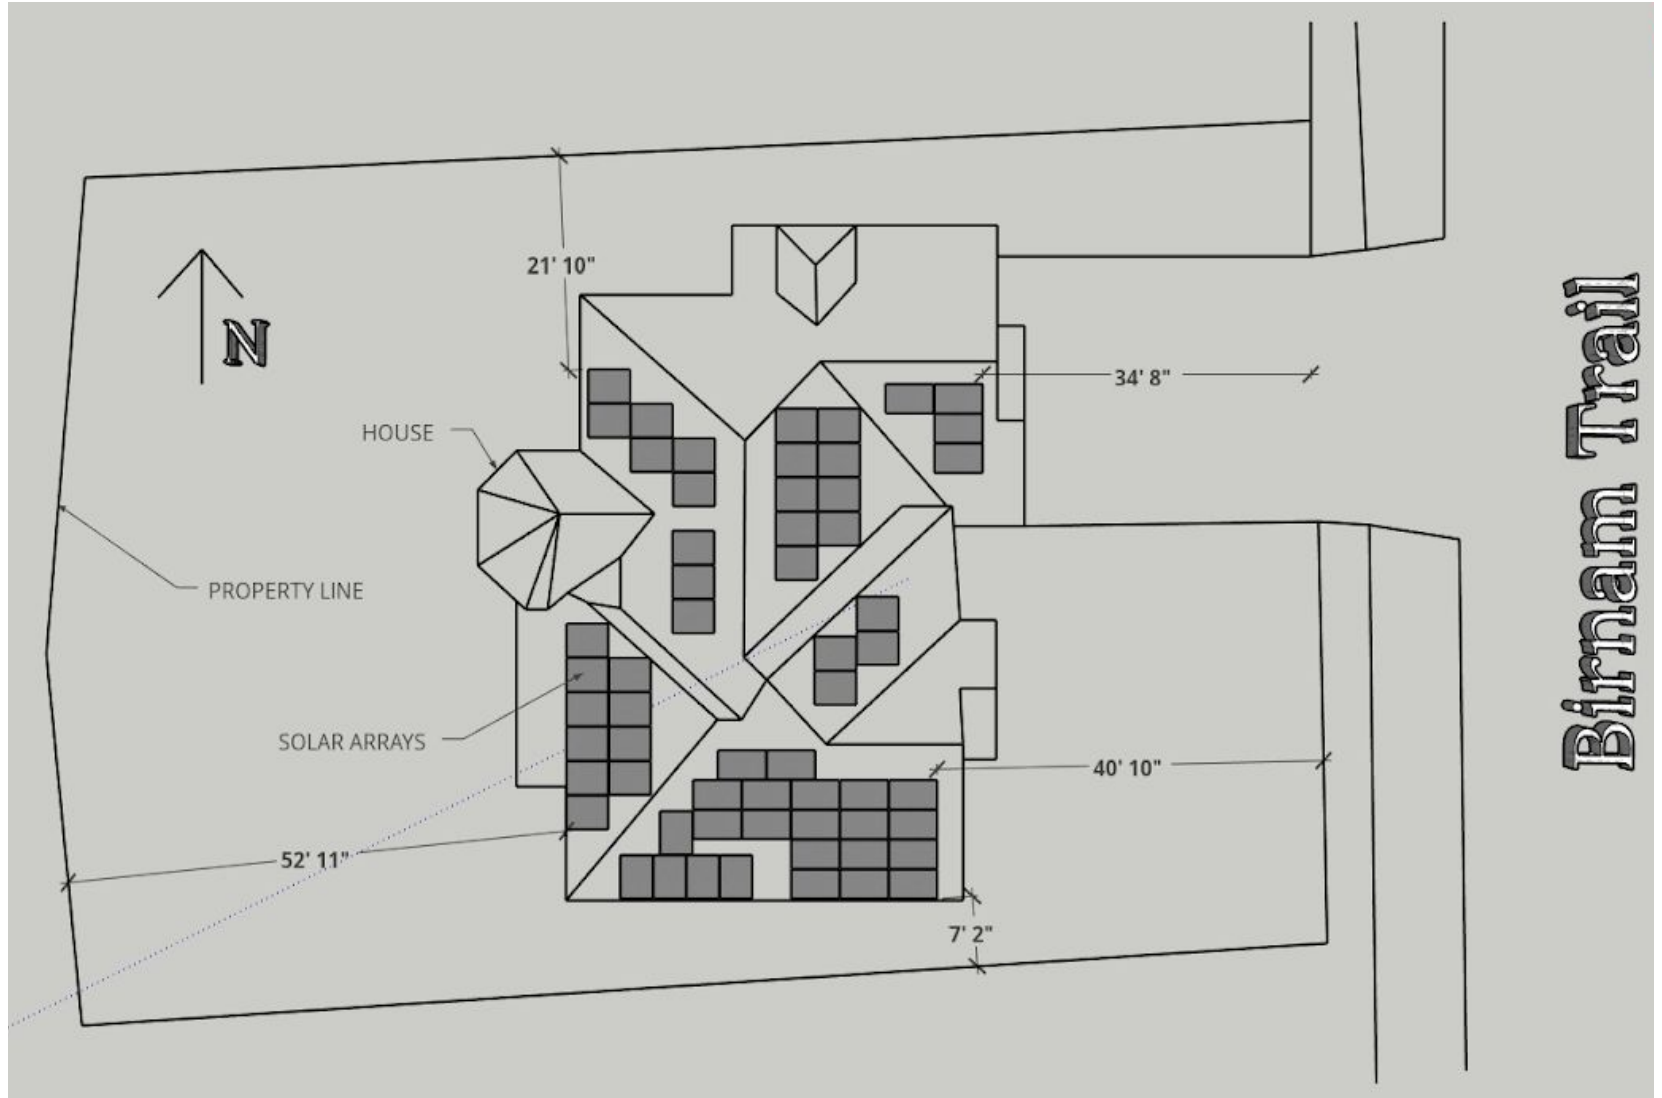 21' 10"
N
34' 8"
HOUSE
PROPERTY LINE
SOLAR ARRAYS
40' 10"
52' 11"
7' 2"
Birnam Trail